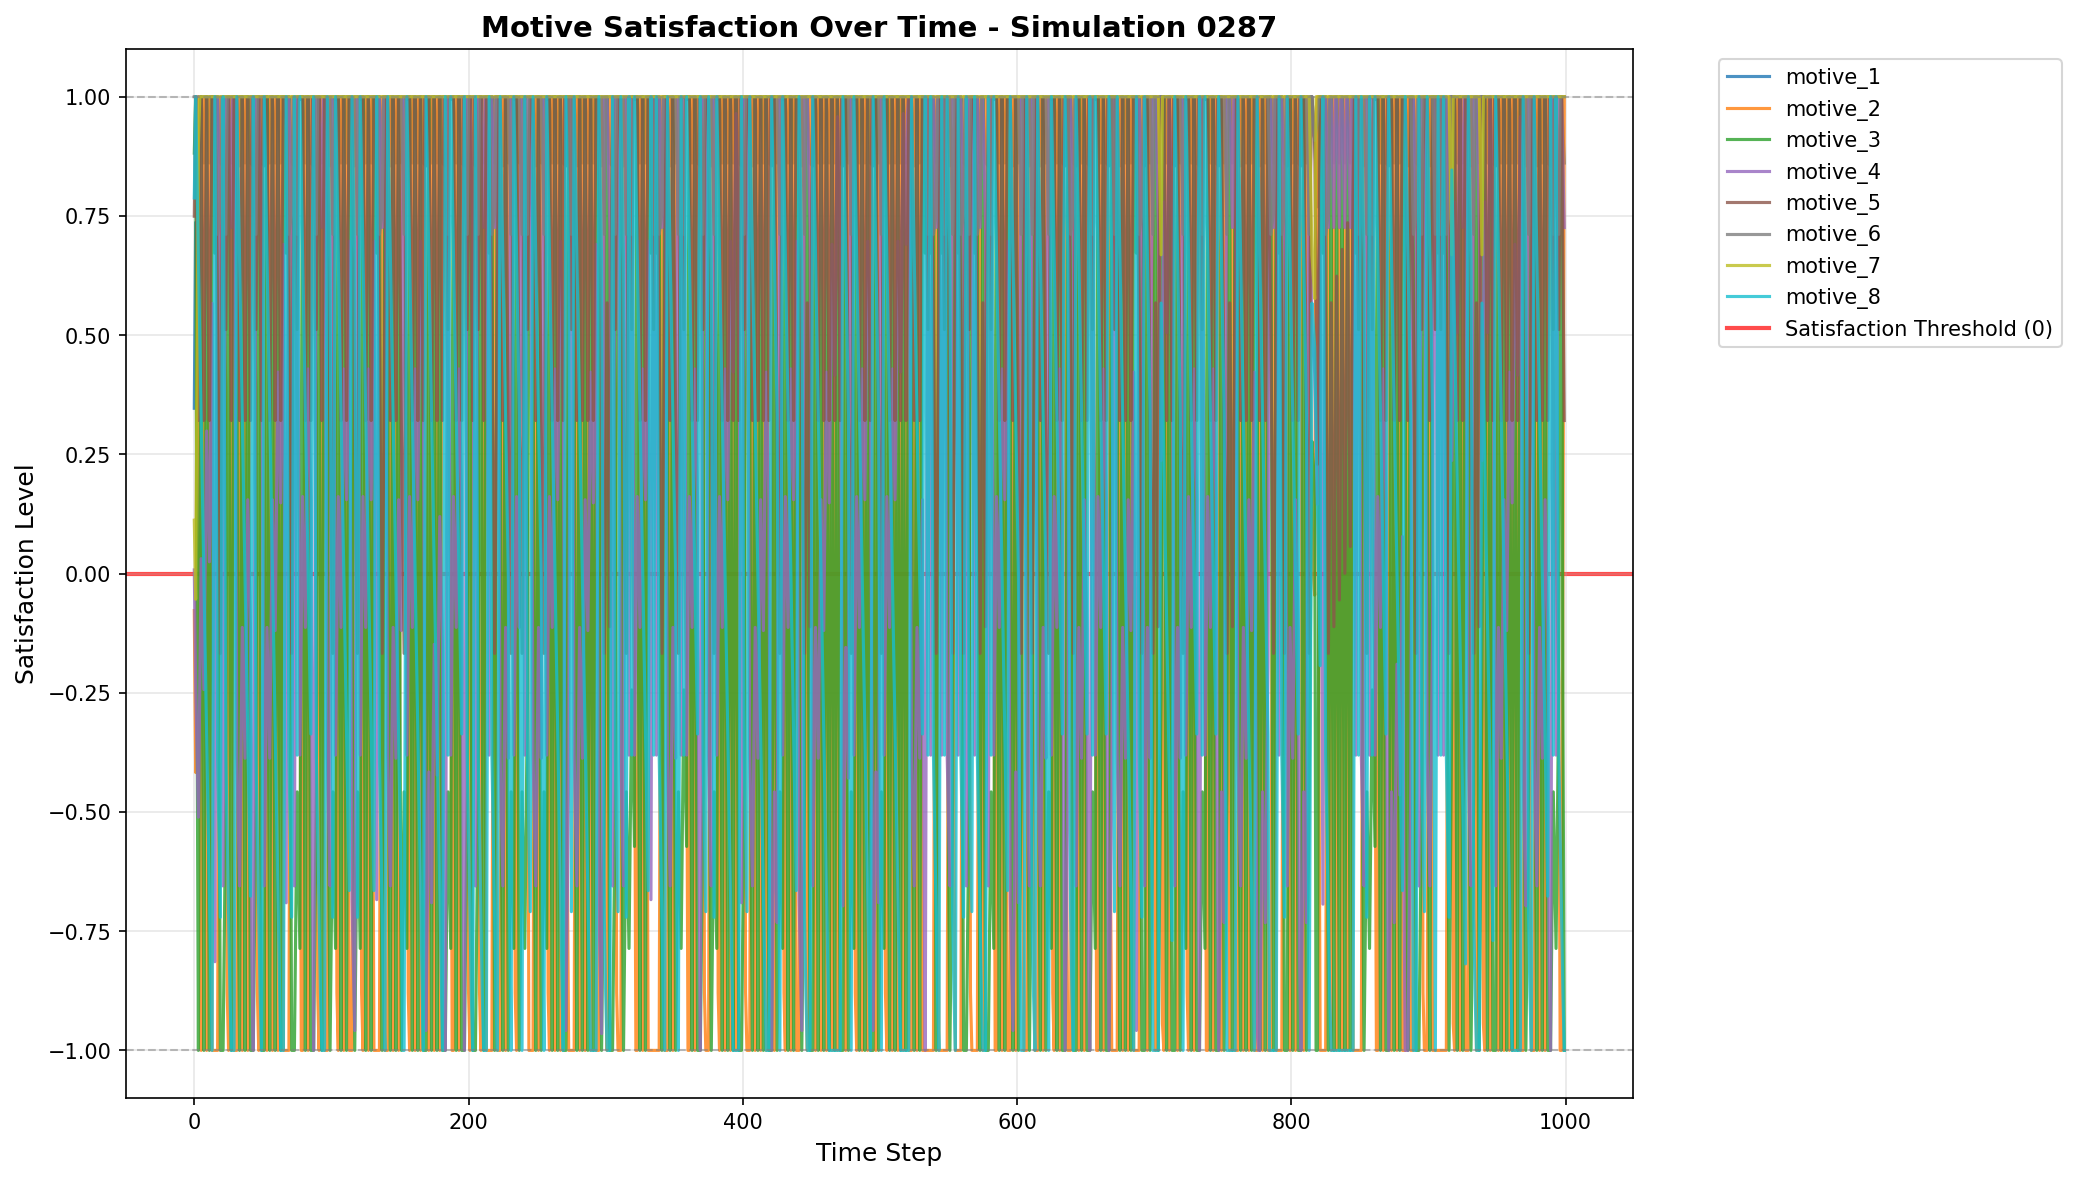 Motive Satisfaction Over Time - Simulation 0287
Satisfaction Level
1.00
0.75
0.50
0.25
0.00
−0.25
−0.50
−0.75
−1.00
0
200
400
600
800
1000
Time Step
motive_1
motive_2
motive_3
motive_4
motive_5
motive_6
motive_7
motive_8
Satisfaction Threshold (0)